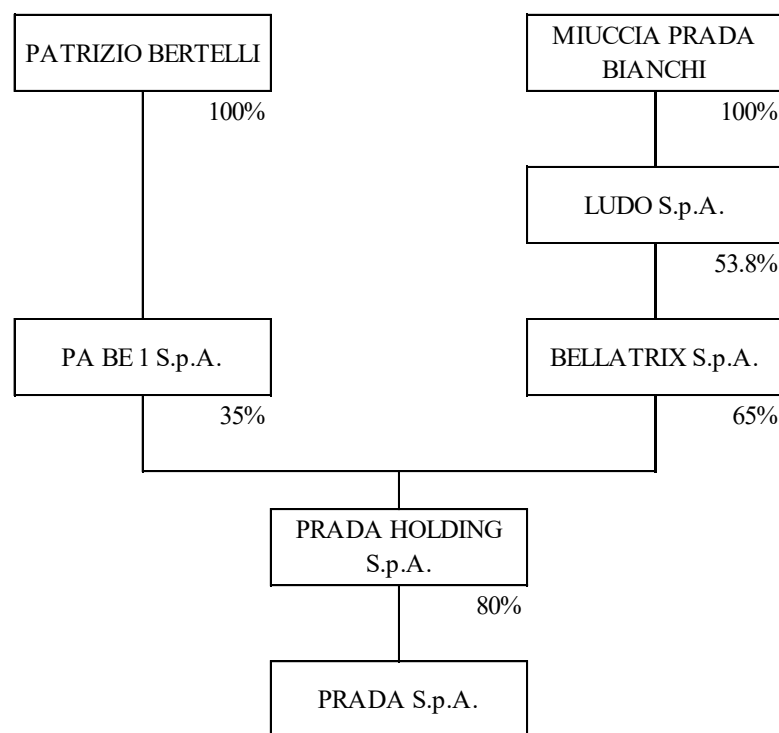 PATRIZIO BERTELLI
MIUCCIA PRADA
BIANCHI
100%
100%
LUDO S.p.A.
53.8%
PA BE 1 S.p.A.
BELLATRIX S.p.A.
35%
65%
PRADA HOLDING
S.p.A.
80%
PRADA S.p.A.